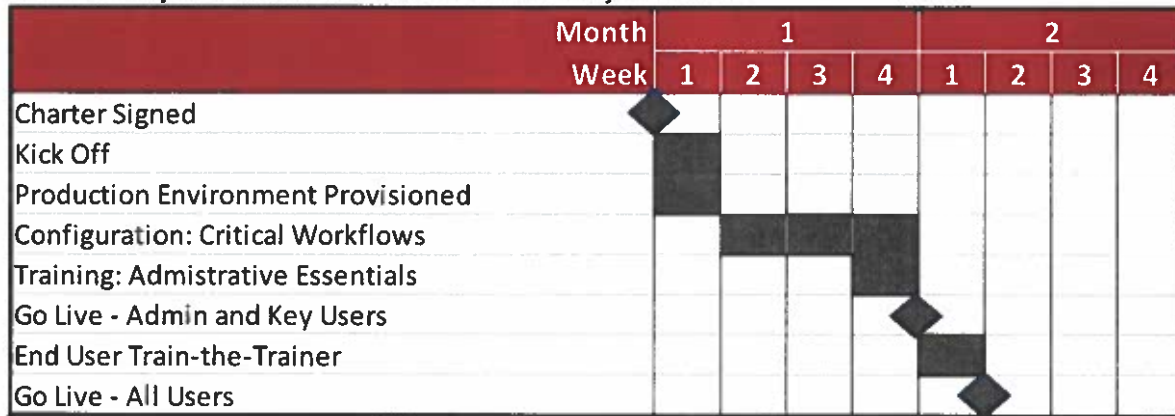 Month 1 2
Week 1 2 3 4 1 2 3 4
Charter Signed
Kick Off
Production Environment Provisioned
Configuration: Critical Workflows
Training: Admistrative Essentials
Go Live - Admin and Key Users
End User Train-the-Trainer
Go Live - All Users